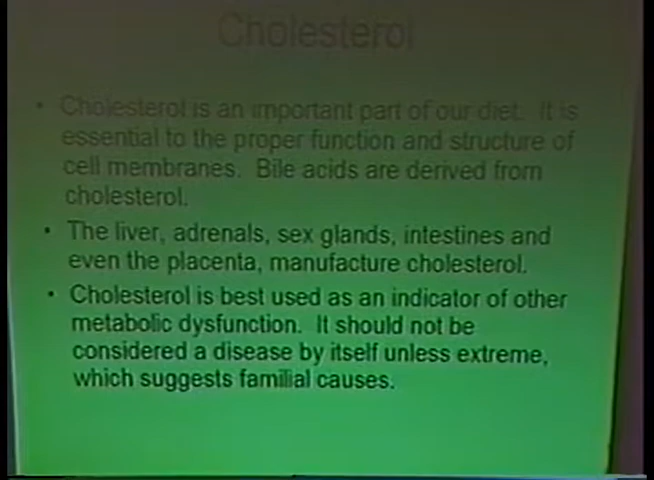 Cholesterol
• Cholesterol is an important part of our diet. It is
essential to the proper function and structure of
cell membranes. Bile acids are derived from
cholesterol.
• The liver, adrenals, sex glands, intestines and
even the placenta, manufacture cholesterol.
• Cholesterol is best used as an indicator of other
metabolic dysfunction. It should not be
considered a disease by itself unless extreme,
which suggests familial causes.